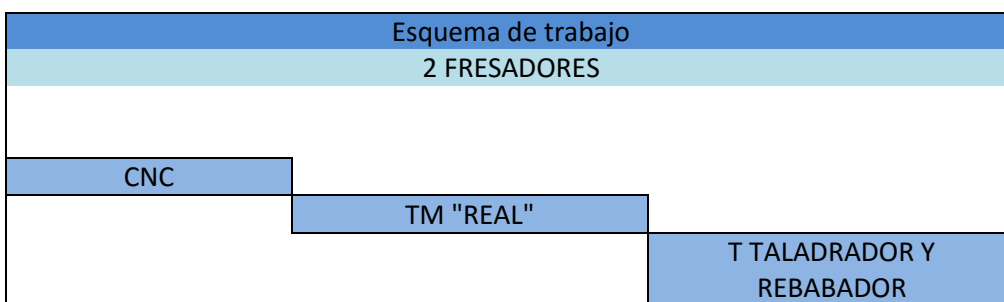 Esquema de trabajo
2 FRESADORES
CNC
TM "REAL"
T TALADRADOR Y
REBABADOR